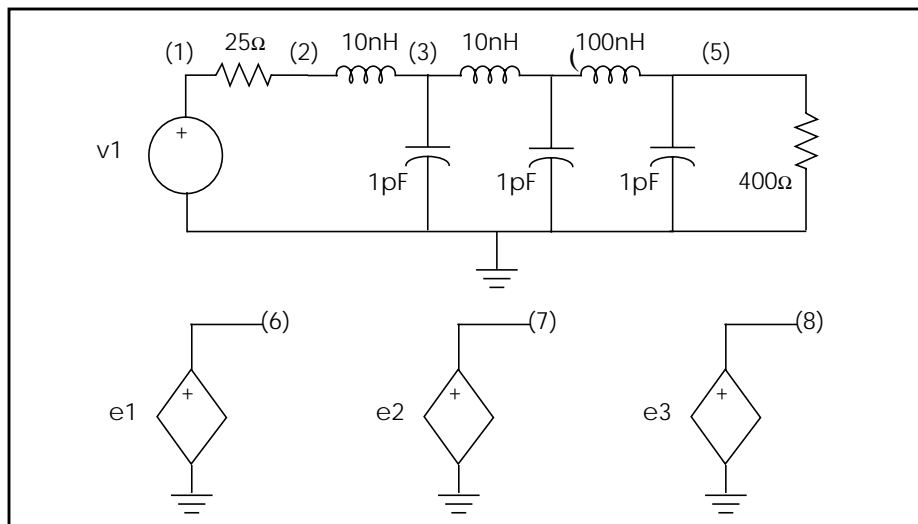 (1) 25Ω (2) 10nH (3) 10nH (100nH (5)
+
v1
1pF 1pF 1pF 400Ω
(6) (7) (8)
+ + +
e1 e2 e3